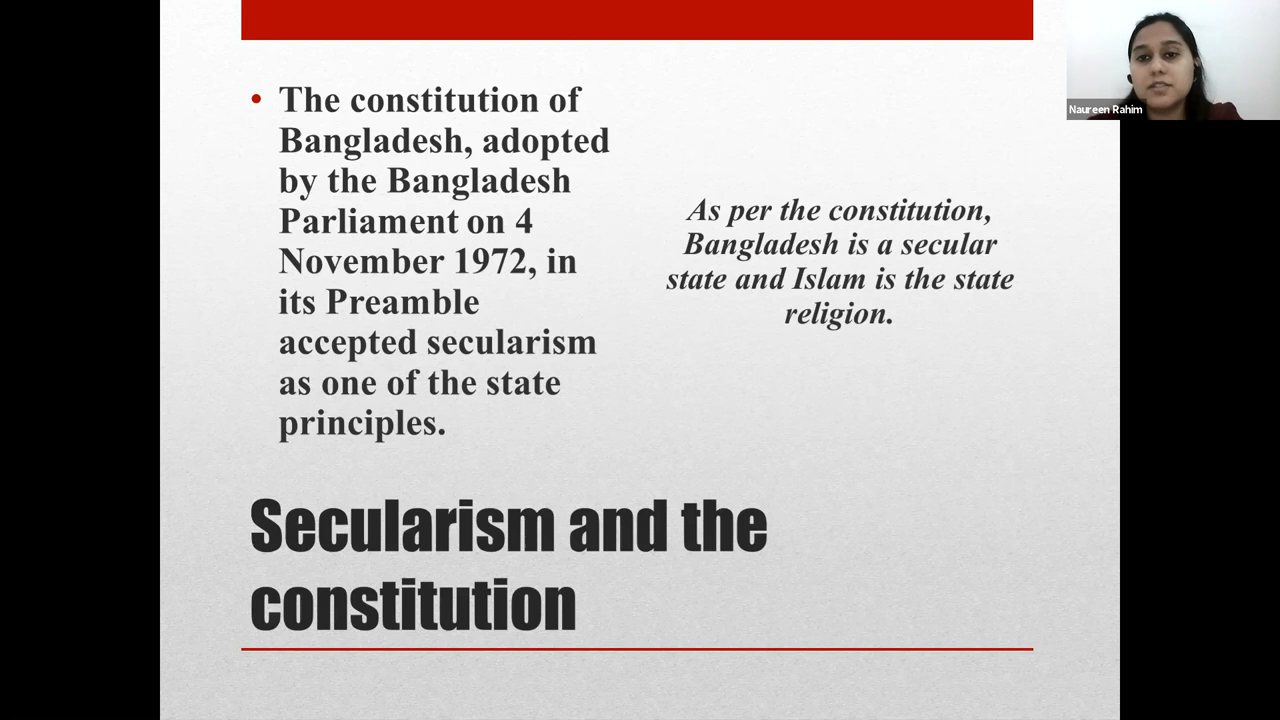 • The constitution of
Bangladesh, adopted
by the Bangladesh
Parliament on 4
November 1972, in
its Preamble
accepted secularism
as one of the state
principles.
As per the constitution,
Bangladesh is a secular
state and Islam is the state
religion.
Secularism and the
constitution
Naureen Rahim